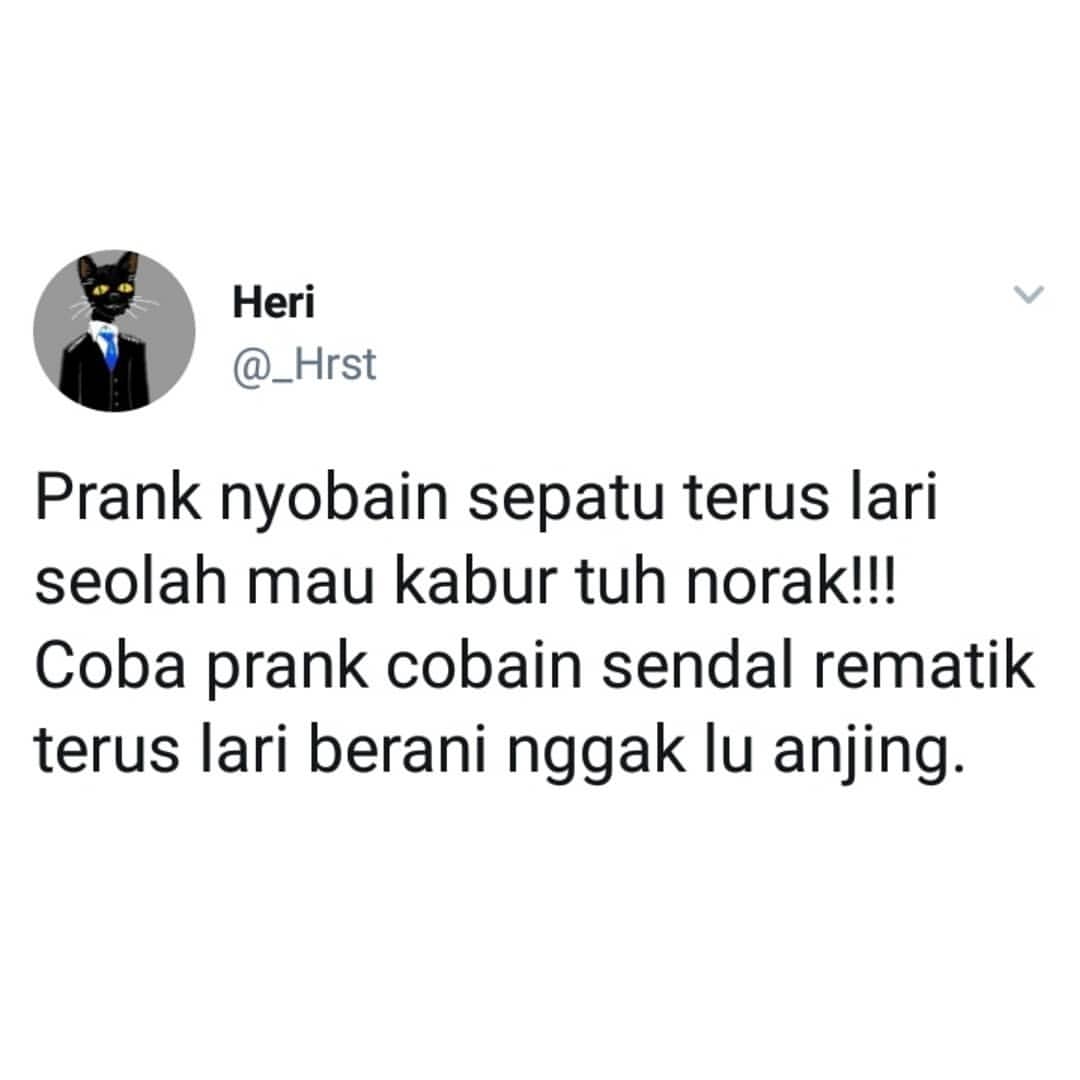 Heri
@_Hrst
Prank nyobain sepatu terus lari
seolah mau kabur tuh norak!!!
Coba prank cobain sendal rematik
terus lari berani nggak lu anjing.